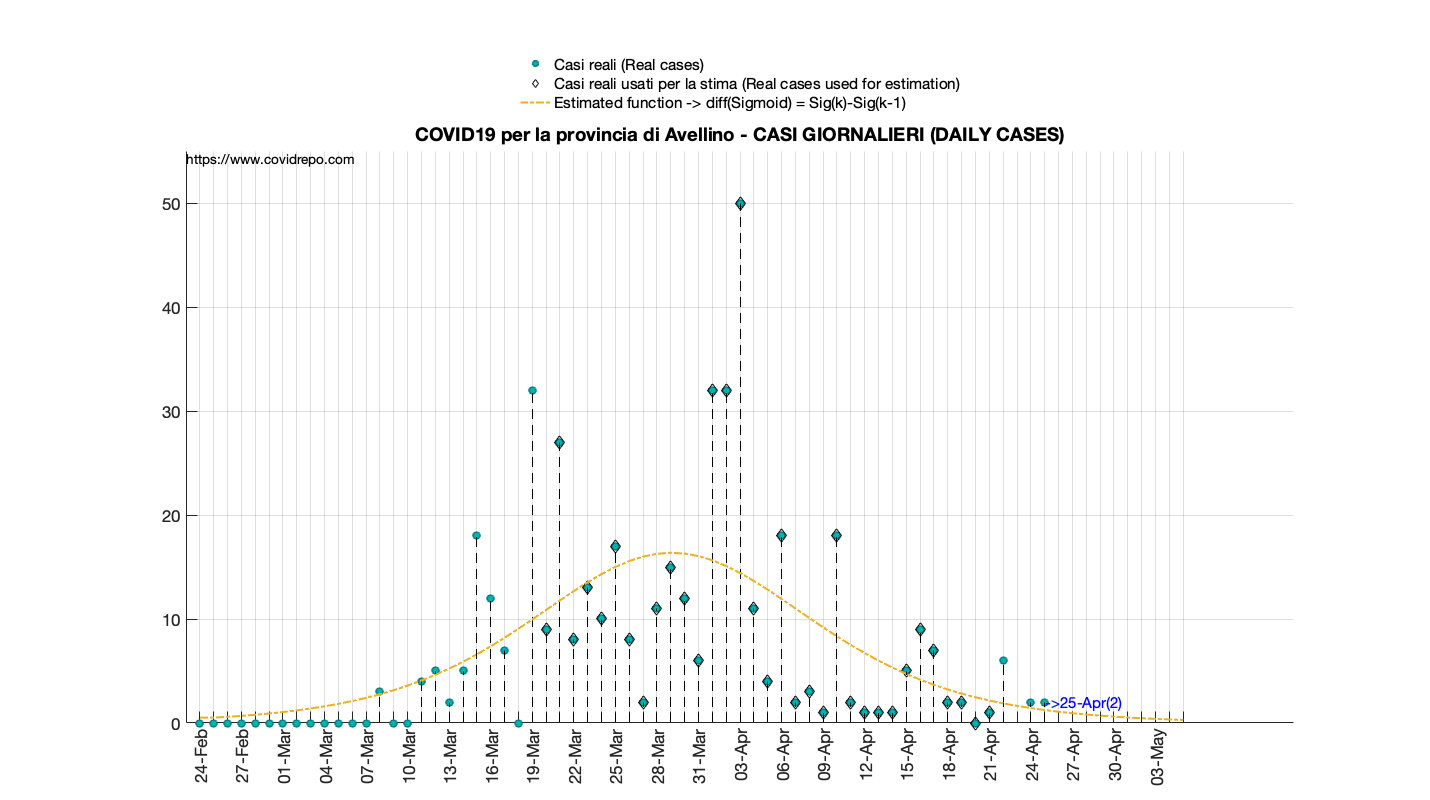 Casi reali (Real cases)
Casi reali usati per la stima (Real cases used for estimation)
Estimated function -> diff(Sigmoid) = Sig(k)-Sig(k-1)
COVID19 per la provincia di Avellino - CASI GIORNALIERI (DAILY CASES)
https://www.covidrepo.com
50
40
30
20
10
0
->25-Apr(2)
24-Feb
27-Feb
01-Mar
04-Mar
07-Mar
10-Mar
13-Mar
16-Mar
19-Mar
22-Mar
25-Mar
28-Mar
31-Mar
03-Apr
06-Apr
09-Apr
12-Apr
15-Apr
18-Apr
21-Apr
24-Apr
27-Apr
30-Apr
03-May